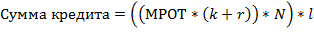 Сумма кредита = ((МРОТ * (k + r)) * N) * l